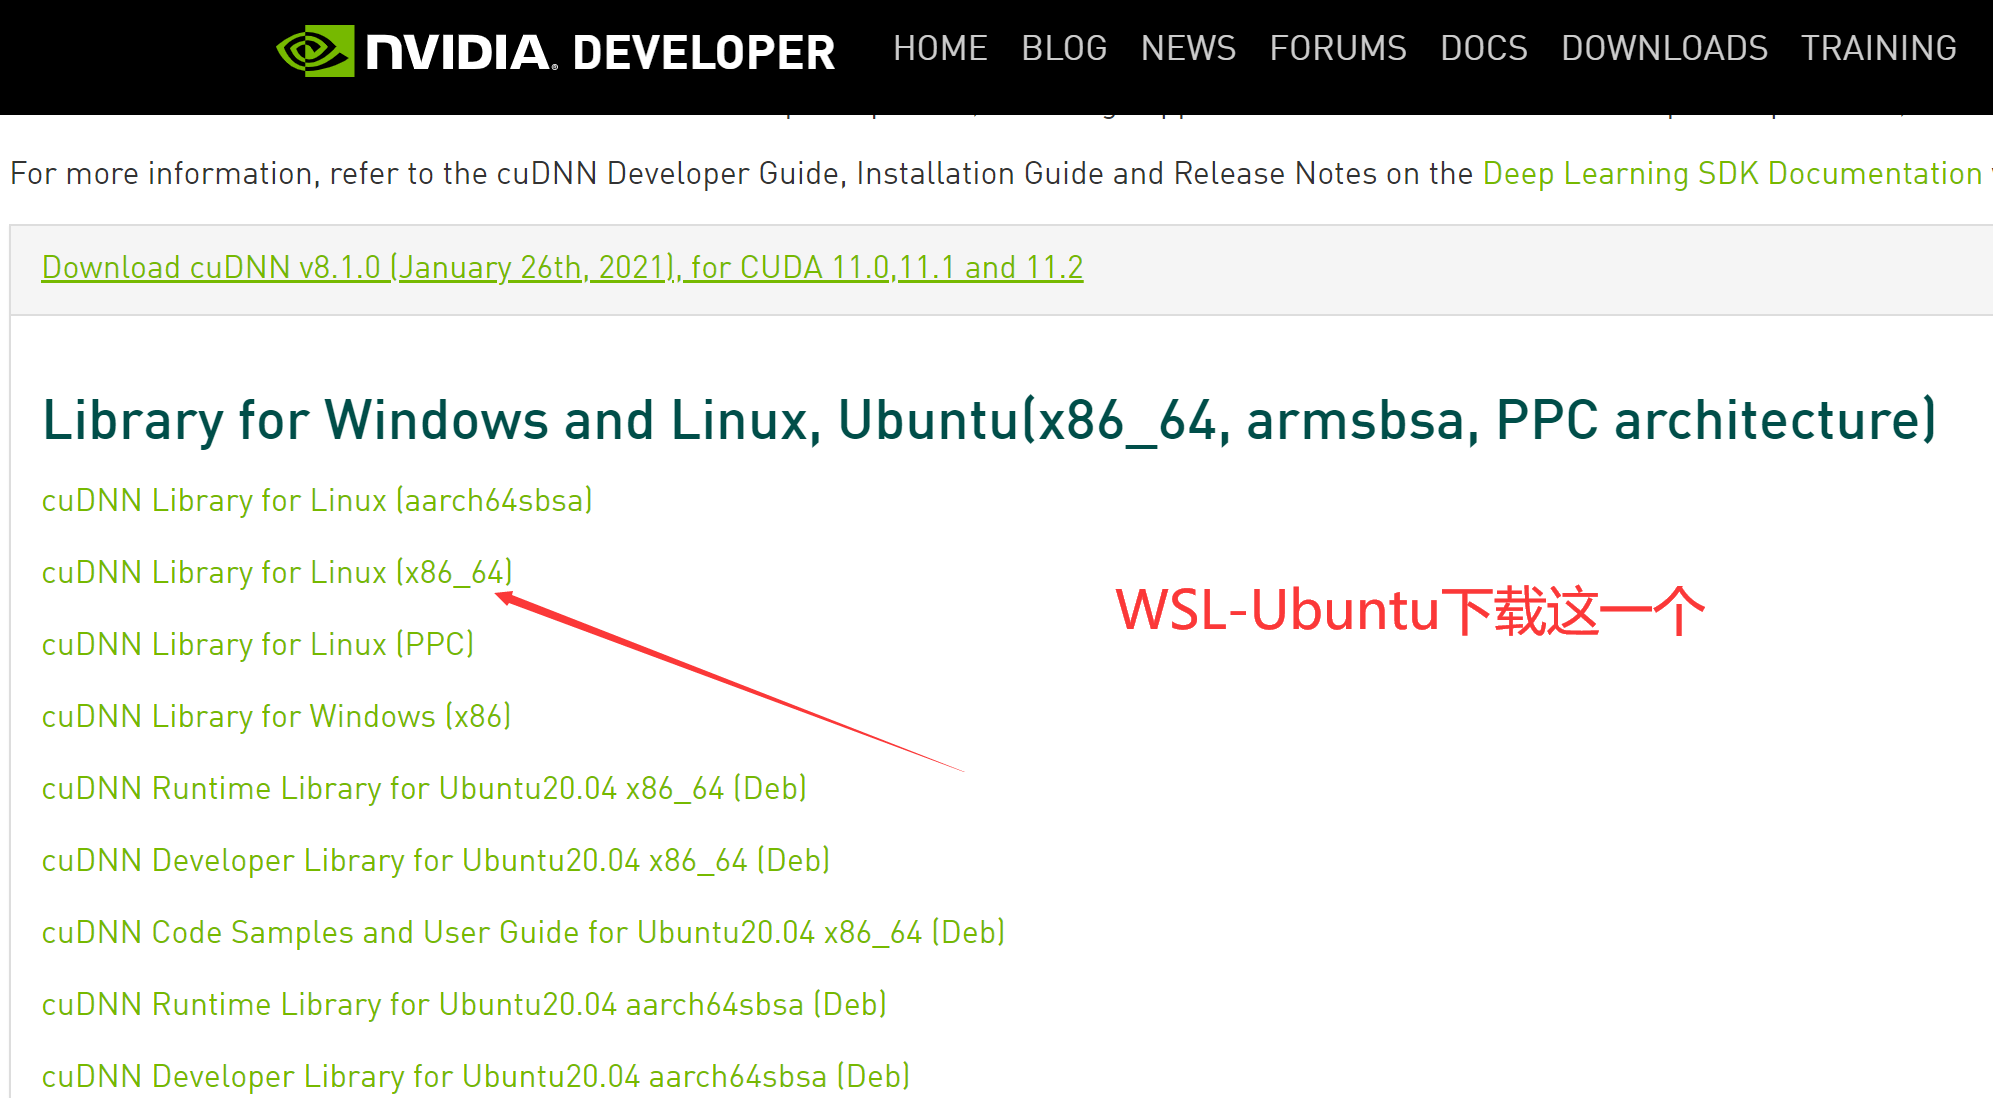 NVIDIA. DEVELOPER HOME BLOG NEWS FORUMS DOCS DOWNLOADS TRAINING
For more information, refer to the cuDNN Developer Guide, Installation Guide and Release Notes on the Deep Learning SDK Documentation
Download cuDNN v8.1.0 (January 26th, 2021), for CUDA 11.0,11.1 and 11.2
Library for Windows and Linux, Ubuntu(x86_64, armsbsa, PPC architecture)
cuDNN Library for Linux (aarch64sbsa)
cuDNN Library for Linux (x86_64)
WSL-Ubuntu下载这一个
cuDNN Library for Linux (PPC)
cuDNN Library for Windows (x86)
cuDNN Runtime Library for Ubuntu20.04 x86_64 (Deb)
cuDNN Developer Library for Ubuntu20.04 x86_64 (Deb)
cuDNN Code Samples and User Guide for Ubuntu20.04 x86_64 (Deb)
cuDNN Runtime Library for Ubuntu20.04 aarch64sbsa (Deb)
cuDNN Developer Library for Ubuntu20.04 aarch64sbsa (Deb)